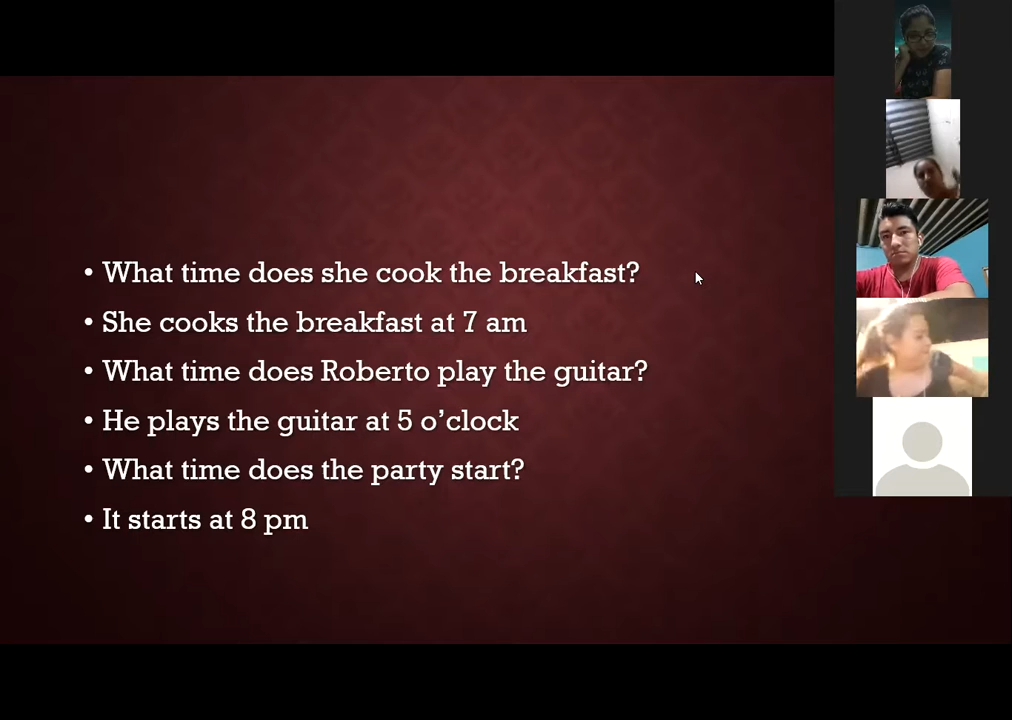 • What time does she cook the breakfast?
• She cooks the breakfast at 7 am
• What time does Roberto play the guitar?
• He plays the guitar at 5 o’clock
• What time does the party start?
• It starts at 8 pm